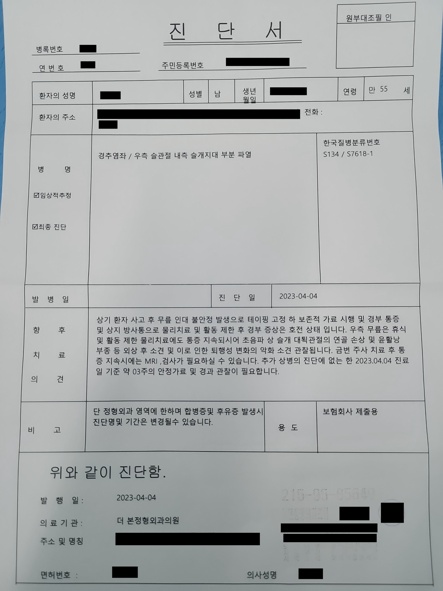 진 단 서
원부대조필 인
병록번호
연 번 호
주민등록번호
환자의 성명 성별 남 생년월일 연령 만 55 세
환자의 주소 전화 :
병 명
☑임상적추정
☑최종 진단
경추염좌 / 우측 슬관절 내측 슬개지대 부분 파열
한국질병분류번호
S134 / S7618-1
발 병 일 진 단 일 2023-04-04
향 후 치 료 의 견
상기 환자 사고 후 무릎 인대 불안정 발생으로 테이핑 고정 하 보존적 가료 시행 및 경부 통증
및 상지 방사통으로 물리치료 및 활동 제한 후 경부 증상은 호전 상태 입니다. 우측 무릎은 휴식
및 활동 제한 물리치료에도 통증 지속되시어 초음파 상 슬개 대퇴관절의 연골 손상 및 윤활낭
부종 등 외상 후 소견 및 이로 인한 퇴행성 변화의 악화 소견 관찰됩니다. 금번 주사 치료 후 통
증 지속시에는 MRI ,검사가 필요하실 수 있습니다. 추가 상병의 진단에 없는 한 2023.04.04 진료
일 기준 약 03주의 안정가료 및 경과 관찰이 필요합니다.
비 고
단 정형외과 영역에 한하며 합병증및 후유증 발생시
진단명및 기간은 변경될수 있습니다.
용 도
보험회사 제출용
위와 같이 진단함.
발 행 일 : 2023-04-04
의 료 기 관 : 더 본정형외과의원
주소 및 명칭
면허번호 : 의사성명